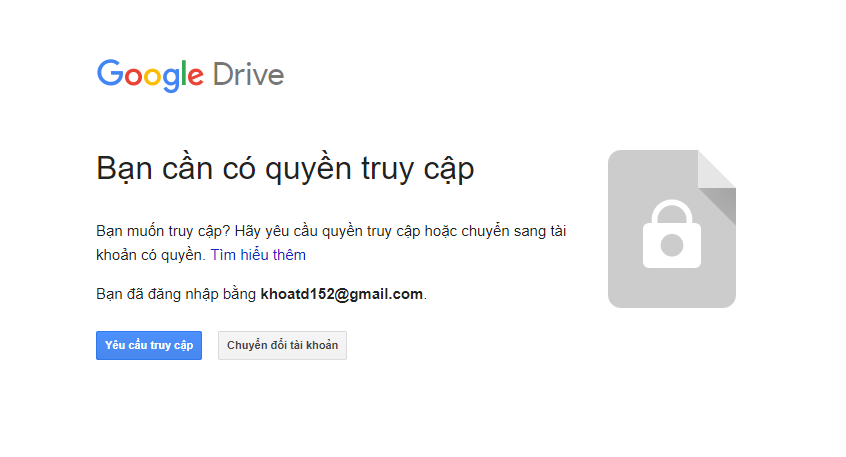 Google Drive
Bạn cần có quyền truy cập
Bạn muốn truy cập? Hãy yêu cầu quyền truy cập hoặc chuyển sang tài
khoản có quyền. Tìm hiểu thêm
Bạn đã đăng nhập bằng khoatd152@gmail.com.
Yêu cầu truy cập
Chuyển đổi tài khoản